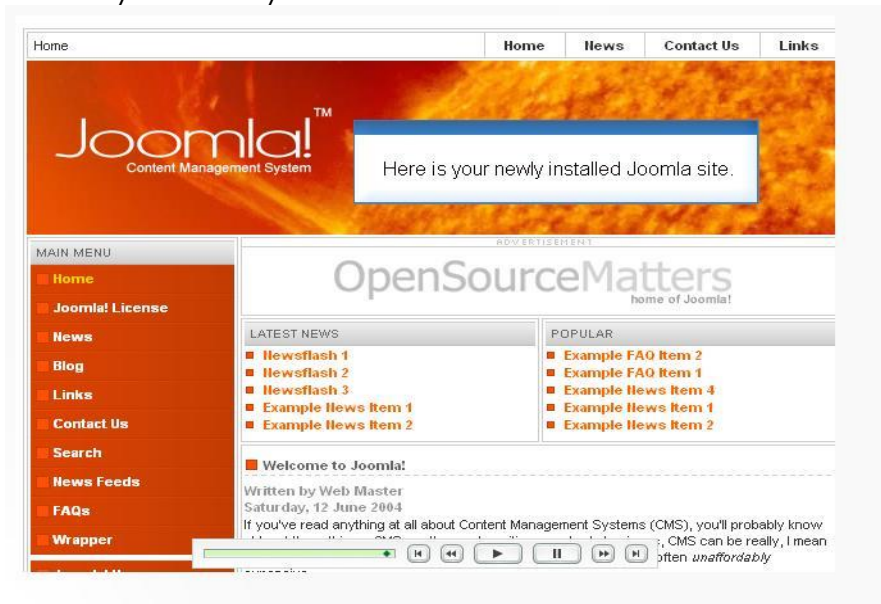 Home
Home News Contact Us Links
Joomla!™
Content Management System
Here is your newly installed Joomla site.
ADVERTISEMENT
OpenSourceMatters
home of Joomla!
MAIN MENU
Home
Joomla! License
News
Blog
Links
Contact Us
Search
News Feeds
FAQs
Wrapper
LATEST NEWS
Newsflash 1
Newsflash 2
Newsflash 3
Example News Item 1
Example News Item 2
POPULAR
Example FAQ Item 2
Example FAQ Item 1
Example News Item 4
Example News Item 1
Example News Item 2
Welcome to Joomla!
Written by Web Master
Saturday, 12 June 2004
If you've read anything at all about Content Management Systems (CMS), you'll probably know
, CMS can be really, I mean
often unaffordably